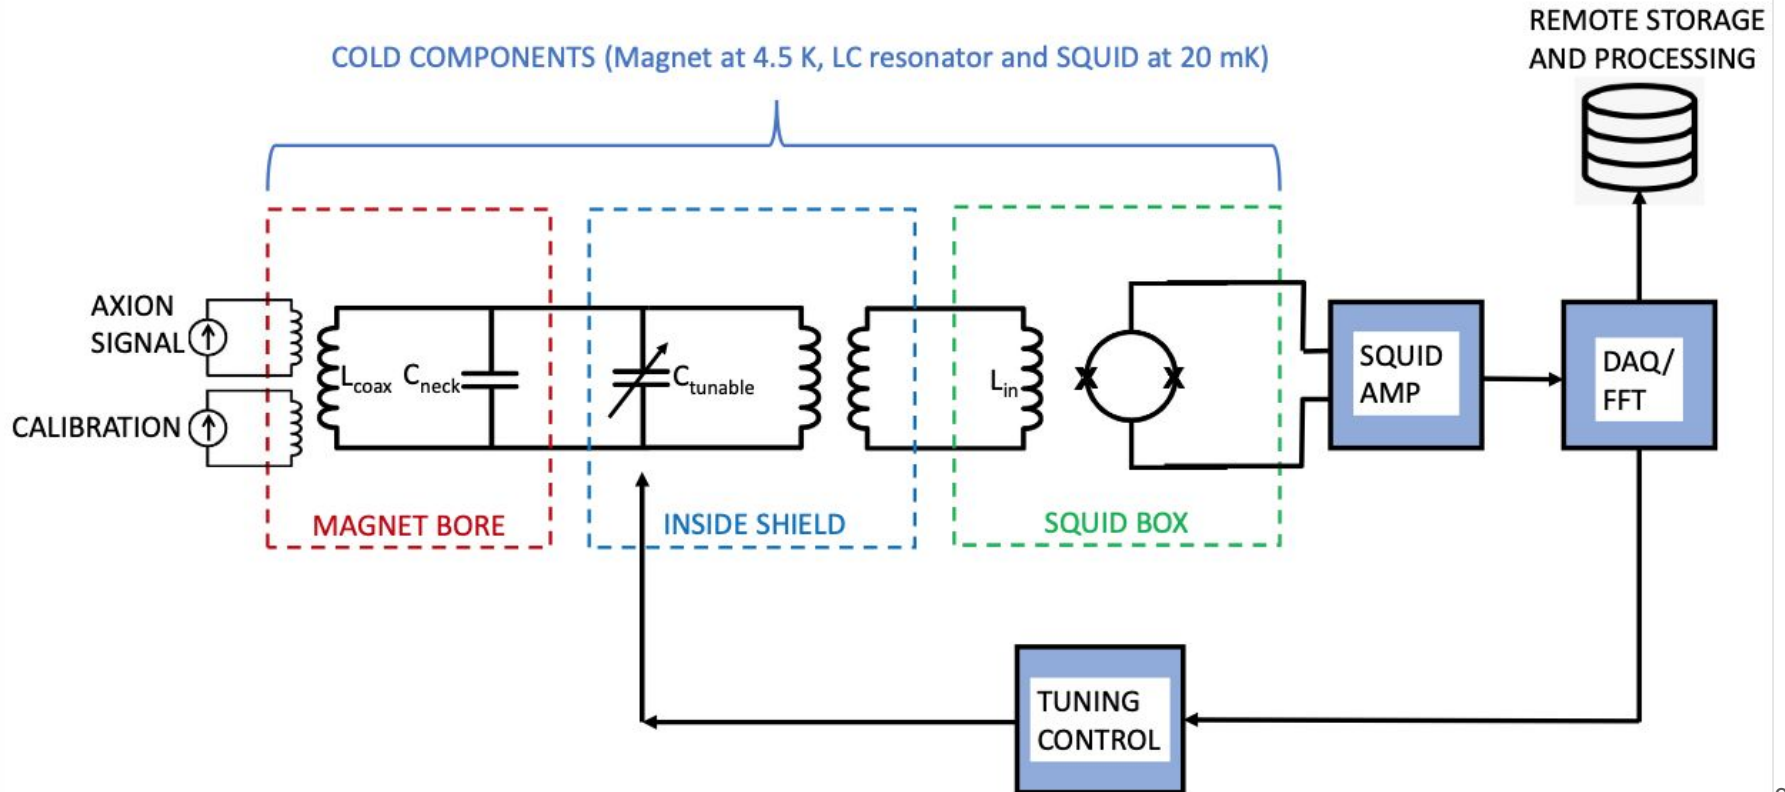 REMOTE STORAGE
AND PROCESSING
COLD COMPONENTS (Magnet at 4.5 K, LC resonator and SQUID at 20 mK)
AXION
SIGNAL
CALIBRATION
Lcoax
Cneck
Ctunable
Lin
SQUID
AMP
DAQ/
FFT
MAGNET BORE
INSIDE SHIELD
SQUID BOX
TUNING
CONTROL